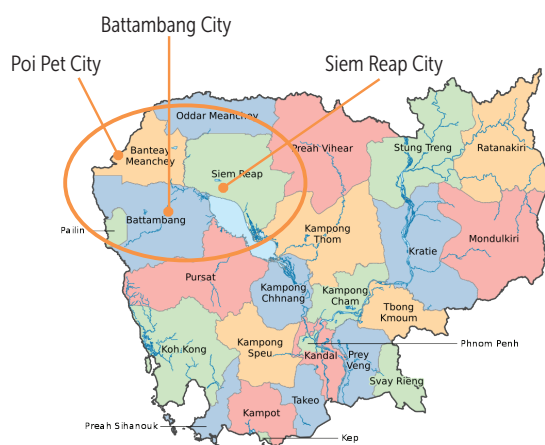 Battambang City
Poi Pet City
Siem Reap City
Oddar Meanchey
Banteay
Meanchey
Preah Vihear
Stung Treng
Ratanakiri
Siem Reap
Battambang
Pailin
Kampong
Thom
Kratie
Mondulkiri
Pursat
Kampong
Chhnang
Kampong
Cham
Tbong
Kmoum
Koh Kong
Kampong
Speu
Kandal
Prey
Veng
Phnom Penh
Svay Rieng
Takeo
Kampot
Preah Sihanouk
Kep